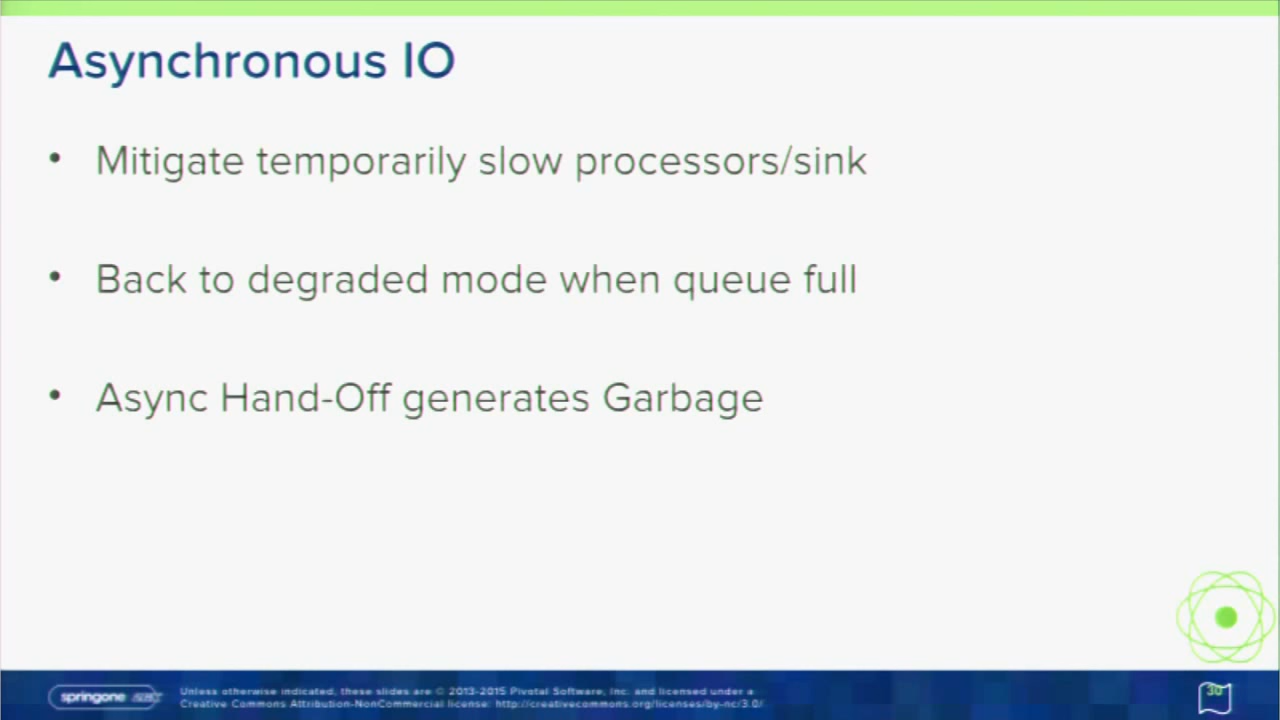 Asynchronous IO
• Mitigate temporarily slow processors/sink
• Back to degraded mode when queue full
• Async Hand-Off generates Garbage
springone
Unless otherwise indicated, these slides are © 2013-2015 Pivotal Software, Inc. and licensed under a
Creative Commons Attribution-NonCommercial license: http://creativecommons.org/licenses/by-nc/3.0/
30